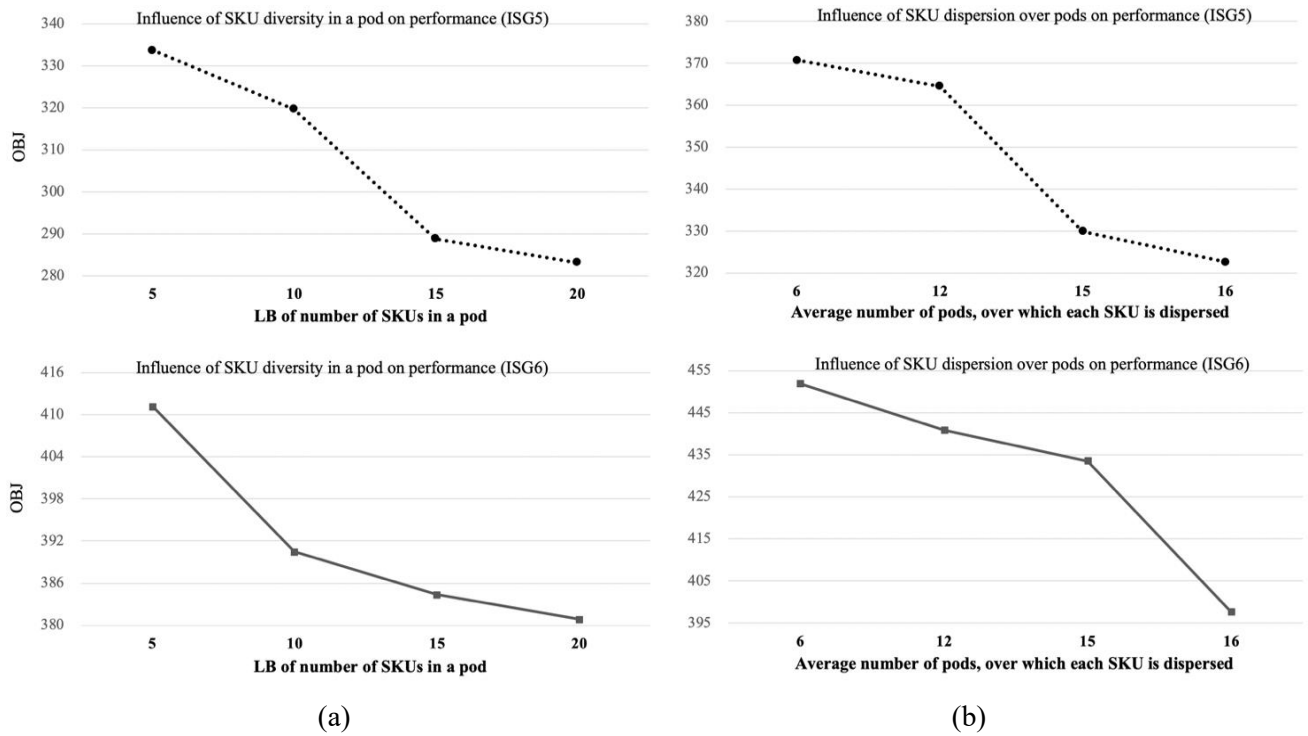 Influence of SKU diversity in a pod on performance (ISG5)
340
330
320
310
300
290
280
OBJ
5 10 15 20
LB of number of SKUs in a pod
Influence of SKU dispersion over pods on performance (ISG5)
380
370
360
350
340
330
320
6 12 15 16
Average number of pods, over which each SKU is dispersed
Influence of SKU diversity in a pod on performance (ISG6)
416
410
404
398
392
386
380
OBJ
5 10 15 20
LB of number of SKUs in a pod
Influence of SKU dispersion over pods on performance (ISG6)
455
445
435
425
415
405
395
6 12 15 16
Average number of pods, over which each SKU is dispersed
(a)
(b)